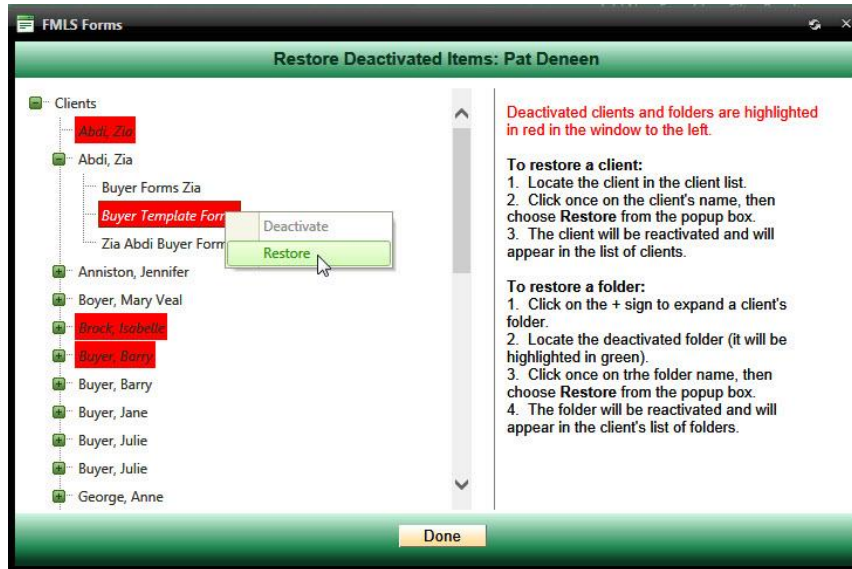 FMLS Forms
Restore Deactivated Items: Pat Deneen
Clients
Abdi, Zia
Abdi, Zia
Buyer Forms Zia
Buyer Template
Zia Abdi Buyer
Deactivate
Restore
Anniston, Jennifer
Boyer, Mary Veal
Brock, Isabelle
Buyer, Barry
Buyer, Barry
Buyer, Jane
Buyer, Julie
Buyer, Julie
George, Anne
Deactivated clients and folders are highlighted
in red in the window to the left.
To restore a client:
1. Locate the client in the client list.
2. Click once on the client's name, then
choose Restore from the popup box.
3. The client will be reactivated and will
appear in the list of clients.
To restore a folder:
1. Click on the + sign to expand a client's
folder.
2. Locate the deactivated folder (it will be
highlighted in green).
3. Click once on trhe folder name, then
choose Restore from the popup box.
4. The folder will be reactivated and will
appear in the client's list of folders.
Done